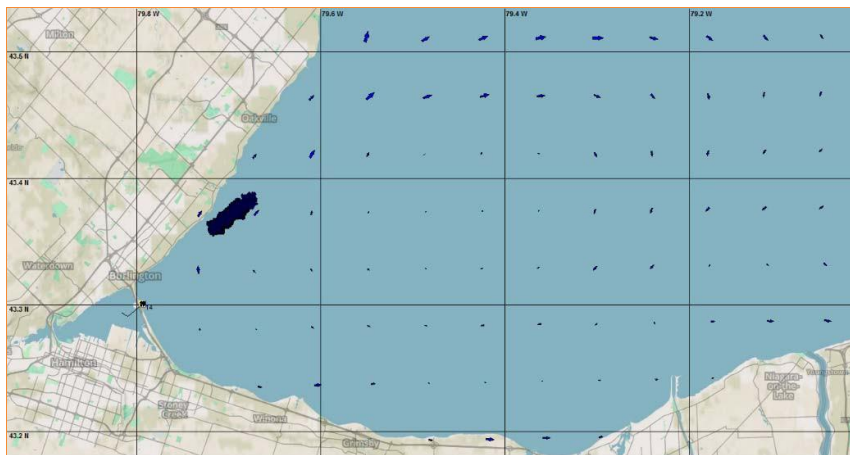 79.8 W
79.6 W
79.4 W
79.2 W
Milton
43.5 N
Oakville
43.4 N
Waterdown
Burlington
14
43.3 N
Hamilton
Stoney
Creek
Winona
Grimsby
43.2 N
Niagara-
on-the-
Lake